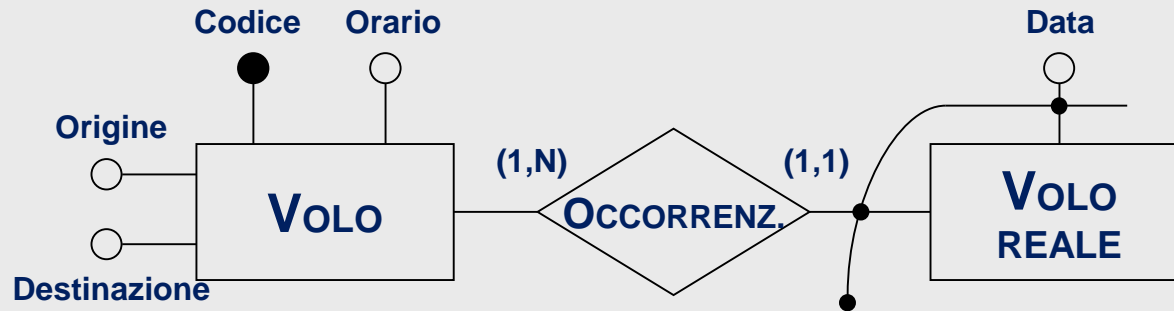 Codice Orario Data
Origine
(1,N) (1,1)
VOLO OCCORRENZ. VOLO
REALE
Destinazione